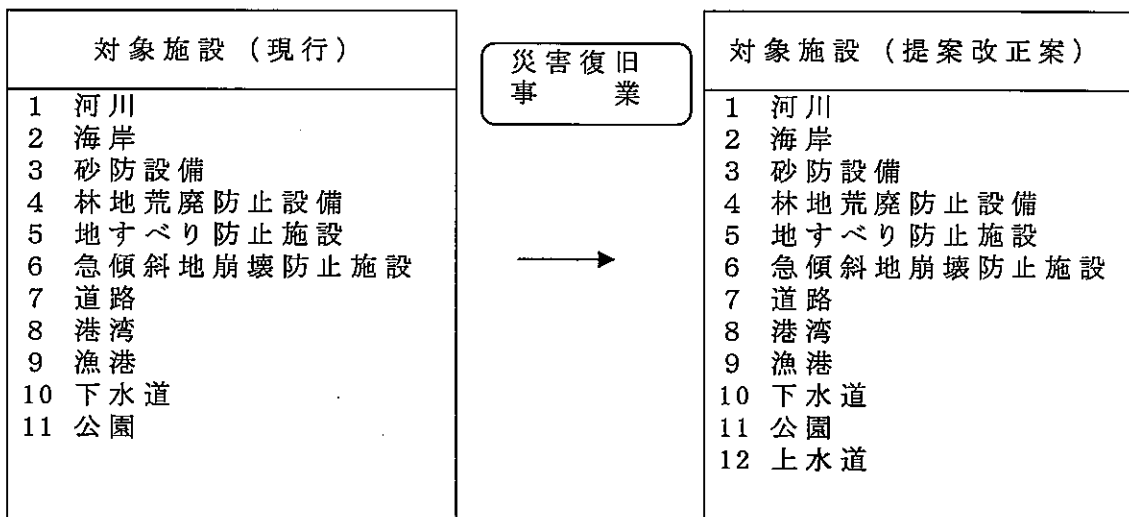 対象施設（現行）
1 河川
2 海岸
3 砂防設備
4 林地荒廃防止設備
5 地すべり防止施設
6 急傾斜地崩壊防止施設
7 道路
8 港湾
9 漁港
10 下水道
11 公園
災害復旧
事業
対象施設（提案改正案）
1 河川
2 海岸
3 砂防設備
4 林地荒廃防止設備
5 地すべり防止施設
6 急傾斜地崩壊防止施設
7 道路
8 港湾
9 漁港
10 下水道
11 公園
12 上水道